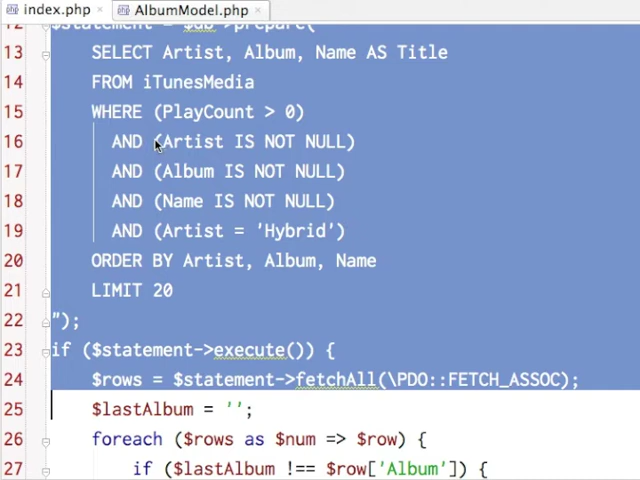 index.php × AlbumModel.php ×
12 $statement = $db->prepare("
13 SELECT Artist, Album, Name AS Title
14 FROM iTunesMedia
15 WHERE (PlayCount > 0)
16 AND (Artist IS NOT NULL)
17 AND (Album IS NOT NULL)
18 AND (Name IS NOT NULL)
19 AND (Artist = 'Hybrid')
20 ORDER BY Artist, Album, Name
21 LIMIT 20
22 ");
23 if ($statement->execute()) {
24 $rows = $statement->fetchAll(\PDO::FETCH_ASSOC);
25 $lastAlbum = '';
26 foreach ($rows as $num => $row) {
27 if ($lastAlbum !== $row['Album']) {